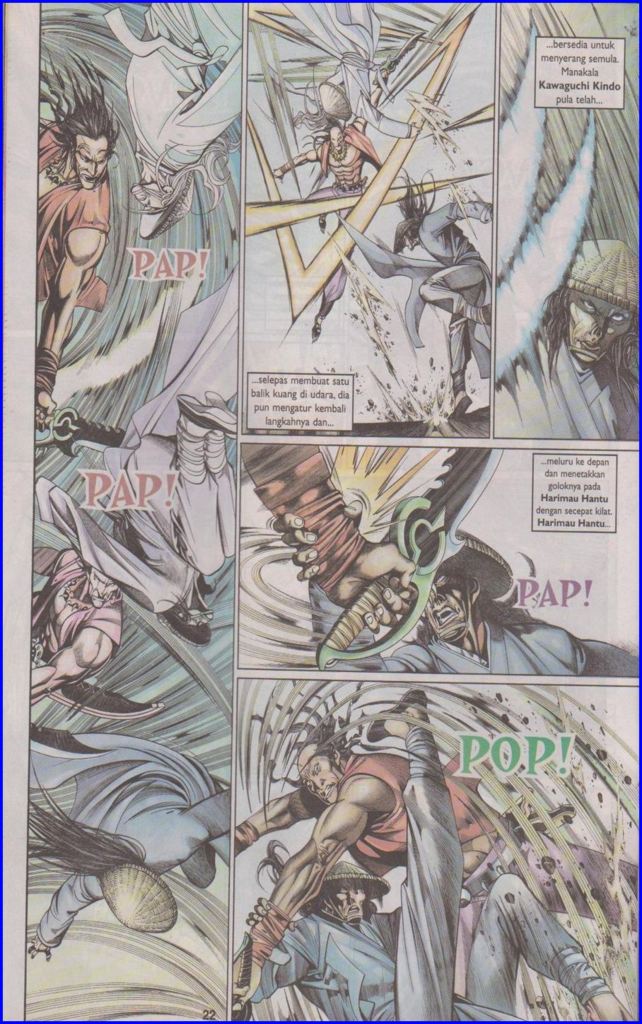 PAP!
PAP!
...selepas membuat satu
balik kuang di udara, dia
pun mengatur kembali
langkahnya dan...
...bersedia untuk
menyerang semula.
Manakala
Kawaguchi Kindo
pula telah...
...meluru ke depan
dan menetakkan
goloknya pada
Harimau Hantu
dengan secepat kilat.
Harimau Hantu...
PAP!
POP!
22